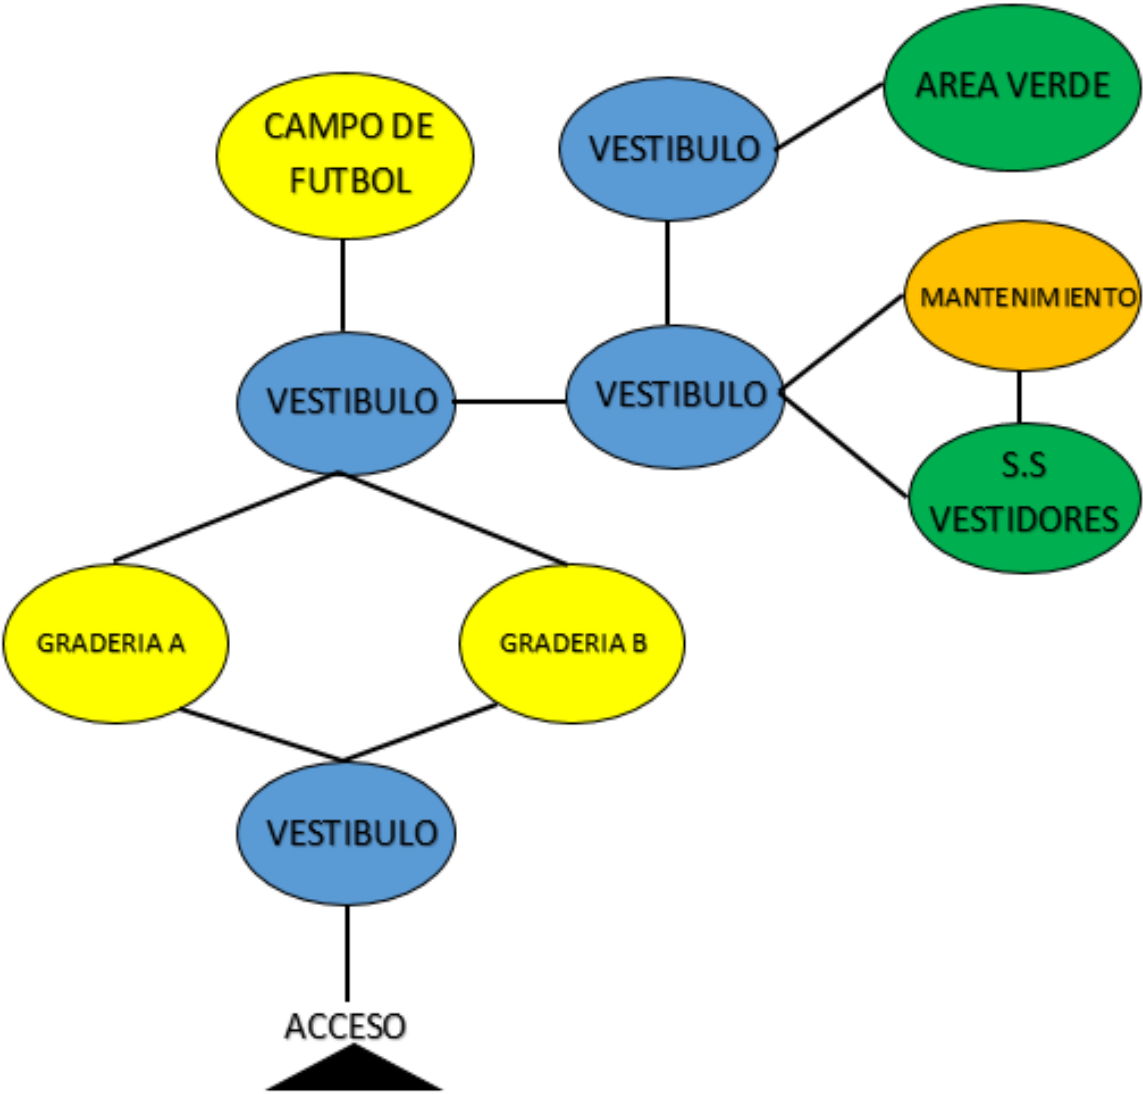 AREA VERDE
CAMPO DE
FUTBOL
VESTIBULO
MANTENIMIENTO
VESTIBULO
VESTIBULO
S.S
VESTIDORES
GRADERIA A
GRADERIA B
VESTIBULO
ACCESO